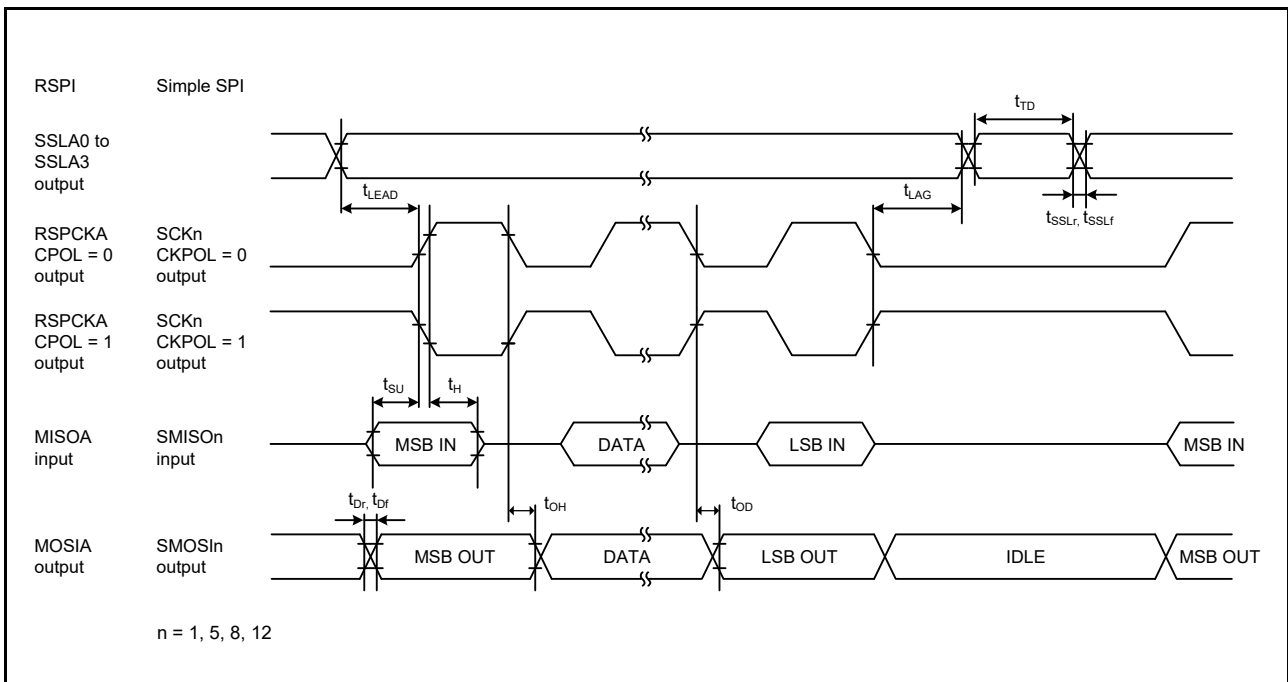 RSPI
Simple SPI
tTD
SSLA0 to
SSLA3
output
tLEAD
tLAG
tSSLr, tSSLf
RSPCKA
CPOL = 0
output
SCKn
CKPOL = 0
output
RSPCKA
CPOL = 1
output
SCKn
CKPOL = 1
output
tSU
tH
MISOA
input
SMISOn
input
MSB IN
DATA
LSB IN
MSB IN
tDr, tDf
tOH
tOD
MOSIA
output
SMOSIn
output
MSB OUT
DATA
LSB OUT
IDLE
MSB OUT
n = 1, 5, 8, 12